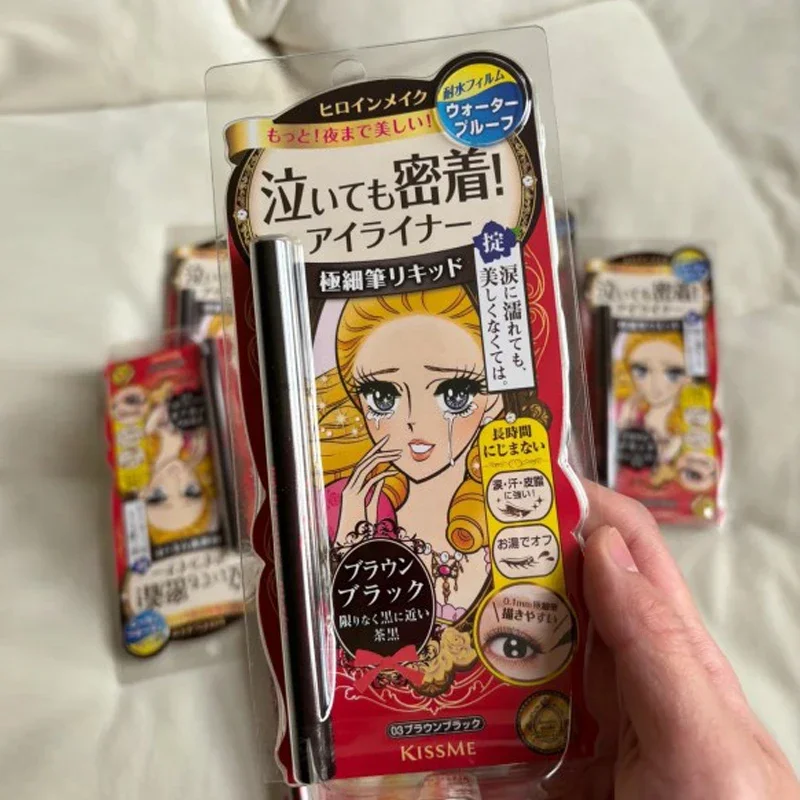 ヒロインメイク
耐水フィルム
ウォーター
プルーフ
もっと!夜まで美しい!
泣いても密着!
アイライナー
極細筆リキッド
掟
涙に濡れても、
美しくなくては。
長時間
にじまない
涙・汗・皮脂
に強い!
お湯でオフ
0.1mm極細筆
描きやすい
ブラウン
ブラック
限りなく黒に近い
茶黒
03ブラウンブラック
KISSME
泣いても密着!